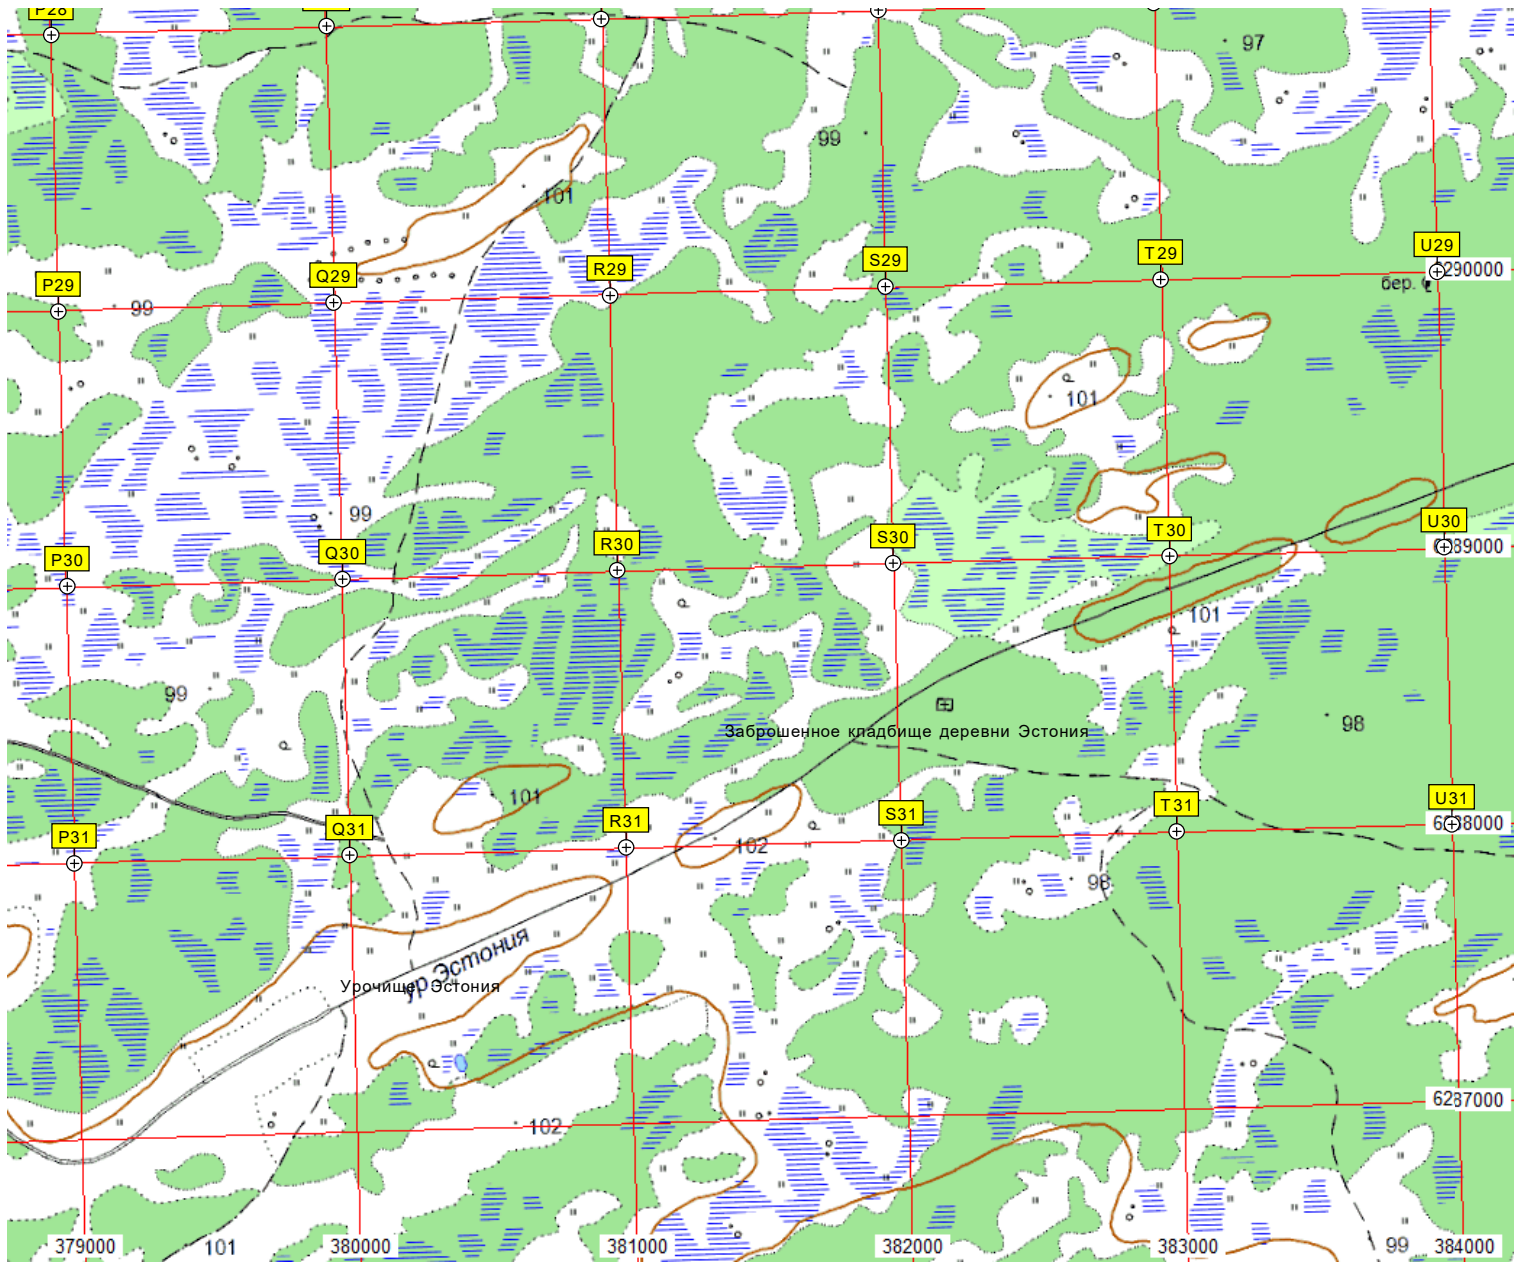 P28
97
99
101
P29
Q29
R29
S29
T29
U29
6290000
99
бер.
101
99
P30
Q30
R30
S30
T30
U30
6289000
101
99
98
Заброшенное кладбище деревни Эстония
101
P31
Q31
R31
S31
T31
U31
6288000
102
98
ур.Эстония
Урочище Эстония
6287000
102
379000
101
380000
381000
382000
383000
99
384000